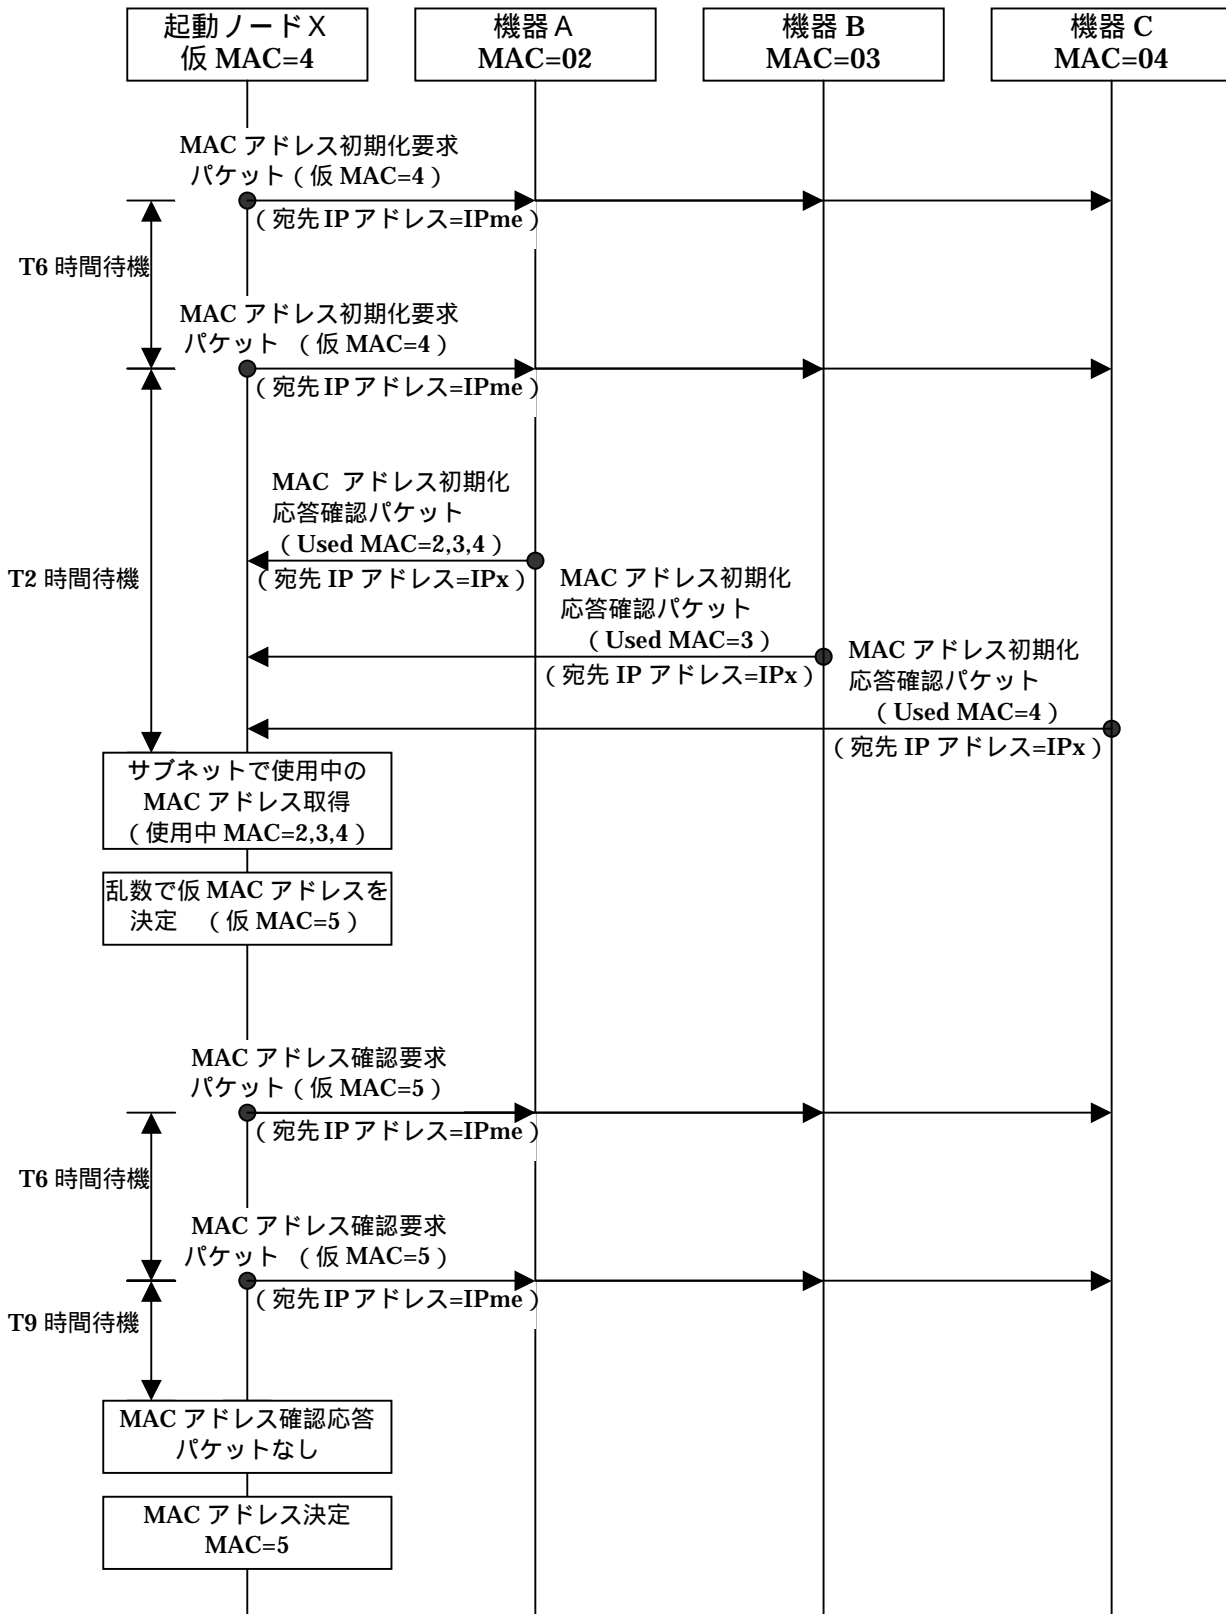 起動ノードX
仮 MAC=4
機器A
MAC=02
機器 B
MAC=03
機器 C
MAC=04
MAC アドレス初期化要求
パケット（仮 MAC=4）
（宛先 IP アドレス=IPme）
T6 時間待機
MAC アドレス初期化要求
パケット （仮 MAC=4）
（宛先 IP アドレス=IPme）
MAC アドレス初期化
応答確認パケット
（Used MAC=2,3,4）
（宛先 IP アドレス=IPx）
T2 時間待機
MAC アドレス初期化
応答確認パケット
（Used MAC=3）
（宛先 IP アドレス=IPx）
MAC アドレス初期化
応答確認パケット
（Used MAC=4）
（宛先 IP アドレス=IPx）
サブネットで使用中の
MAC アドレス取得
（使用中 MAC=2,3,4）
乱数で仮 MAC アドレスを
決定 （仮 MAC=5）
MAC アドレス確認要求
パケット（仮 MAC=5）
（宛先 IP アドレス=IPme）
T6 時間待機
MAC アドレス確認要求
パケット （仮 MAC=5）
（宛先 IP アドレス=IPme）
T9 時間待機
MAC アドレス確認応答
パケットなし
MAC アドレス決定
MAC=5